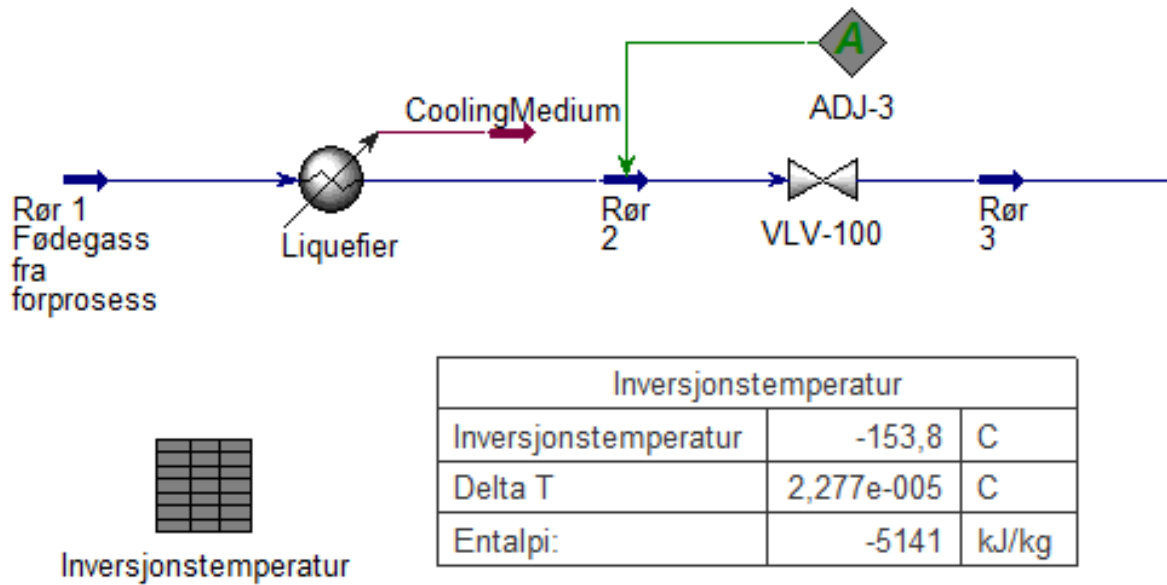 A
ADJ-3
CoolingMedium
Rør 1
Fødegass
fra
forprosess
Liquefier
Rør
2
VLV-100
Rør
3
Inversjonstemperatur
Inversjonstemperatur -153,8 C
Delta T 2,277e-005 C
Entalpi: -5141 kJ/kg
Inversjonstemperatur